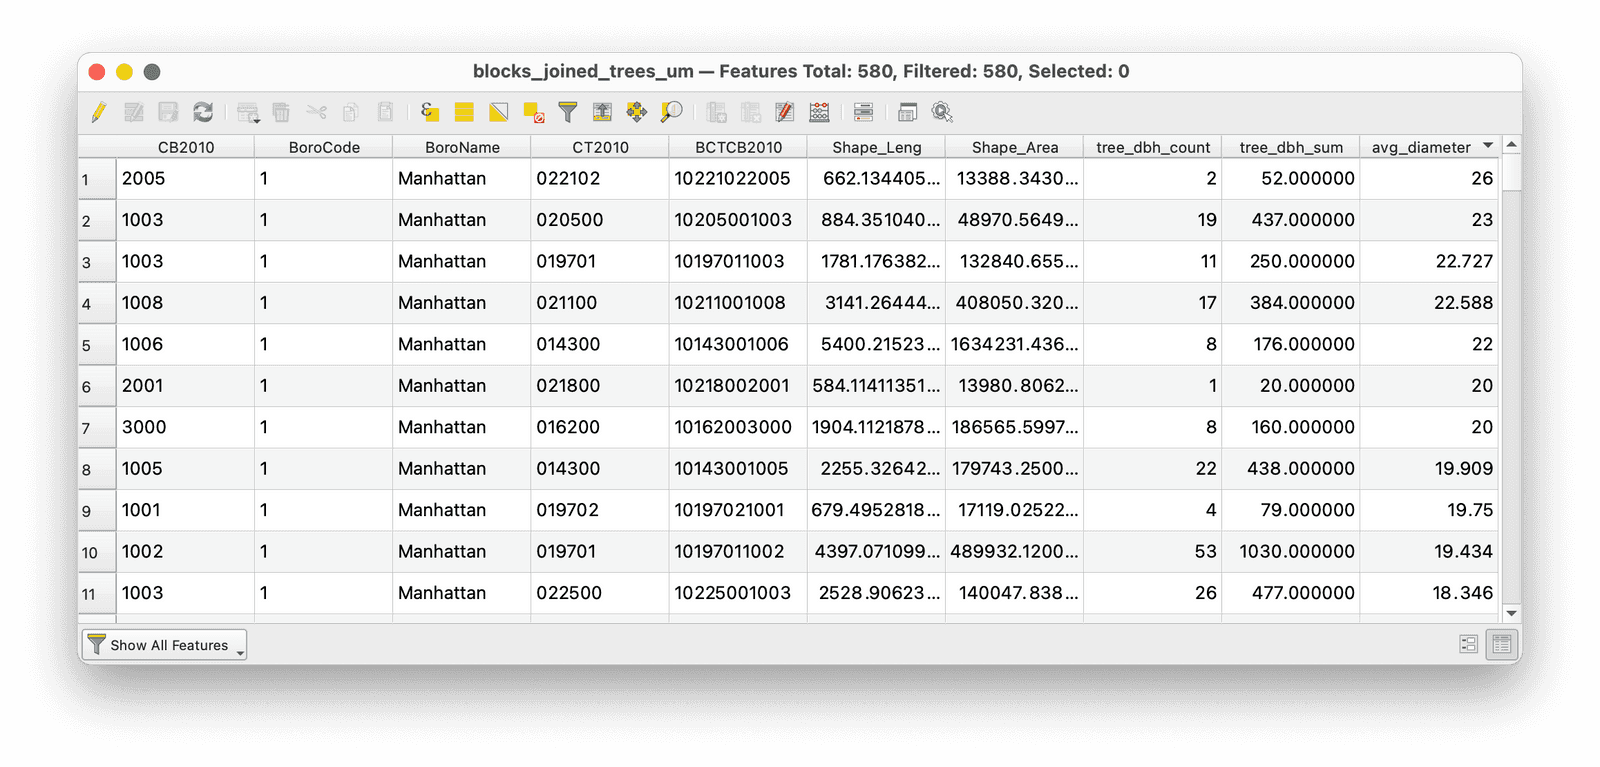 blocks_joined_trees_um — Features Total: 580, Filtered: 580, Selected: 0
CB2010 BoroCode BoroName CT2010 BCTCB2010 Shape_Leng Shape_Area tree_dbh_count tree_dbh_sum avg_diameter
1 2005 1 Manhattan 022102 10221022005 662.134405... 13388.3430... 2 52.000000 26
2 1003 1 Manhattan 020500 10205001003 884.351040... 48970.5649... 19 437.000000 23
3 1003 1 Manhattan 019701 10197011003 1781.176382... 132840.655... 11 250.000000 22.727
4 1008 1 Manhattan 021100 10211001008 3141.26444... 408050.320... 17 384.000000 22.588
5 1006 1 Manhattan 014300 10143001006 5400.21523... 1634231.436... 8 176.000000 22
6 2001 1 Manhattan 021800 10218002001 584.11411351... 13980.8062... 1 20.000000 20
7 3000 1 Manhattan 016200 10162003000 1904.1121878... 186565.5997... 8 160.000000 20
8 1005 1 Manhattan 014300 10143001005 2255.32642... 179743.2500... 22 438.000000 19.909
9 1001 1 Manhattan 019702 10197021001 679.4952818... 17119.02522... 4 79.000000 19.75
10 1002 1 Manhattan 019701 10197011002 4397.071099... 489932.1200... 53 1030.000000 19.434
11 1003 1 Manhattan 022500 10225001003 2528.90623... 140047.838... 26 477.000000 18.346
Show All Features